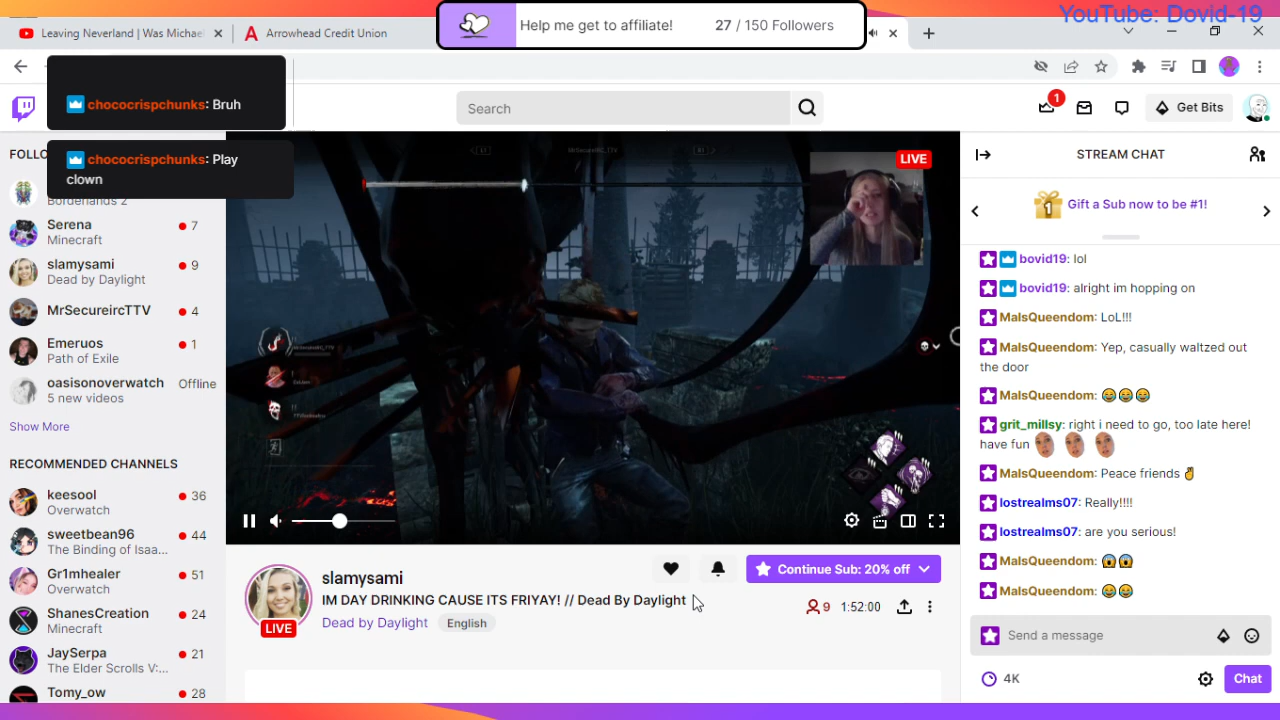 YouTube: Dovid-19
Help me get to affiliate! 27 / 150 Followers
Leaving Neverland | Was Michae
Arrowhead Credit Union
chococrispchunks: Bruh
chococrispchunks: Play
clown
Search
1
Get Bits
FOLLO
Borderlands 2
Serena 7
Minecraft
slamysami 9
Dead by Daylight
MrSecureircTTV 4
Emeruos 1
Path of Exile
oasisonoverwatch Offline
5 new videos
Show More
RECOMMENDED CHANNELS
keesool 36
Overwatch
sweetbean96 44
The Binding of Isaa...
Gr1mhealer 51
Overwatch
ShanesCreation 24
Minecraft
JaySerpa 21
The Elder Scrolls V:...
Tomy_ow 28
LIVE
slamysami
IM DAY DRINKING CAUSE ITS FRIYAY! // Dead By Daylight
Dead by Daylight English
LIVE
Continue Sub: 20% off
9 1:52:00
STREAM CHAT
1 Gift a Sub now to be #1!
bovid19: lol
bovid19: alright im hopping on
MalsQueendom: LoL!!!
MalsQueendom: Yep, casually waltzed out
the door
MalsQueendom: 😂😂😂
grit_millsy: right i need to go, too late here!
have fun
MalsQueendom: Peace friends ✌
lostrealms07: Really!!!!
lostrealms07: are you serious!
MalsQueendom: 😱😱
MalsQueendom: 😂😂
Send a message
4K
Chat